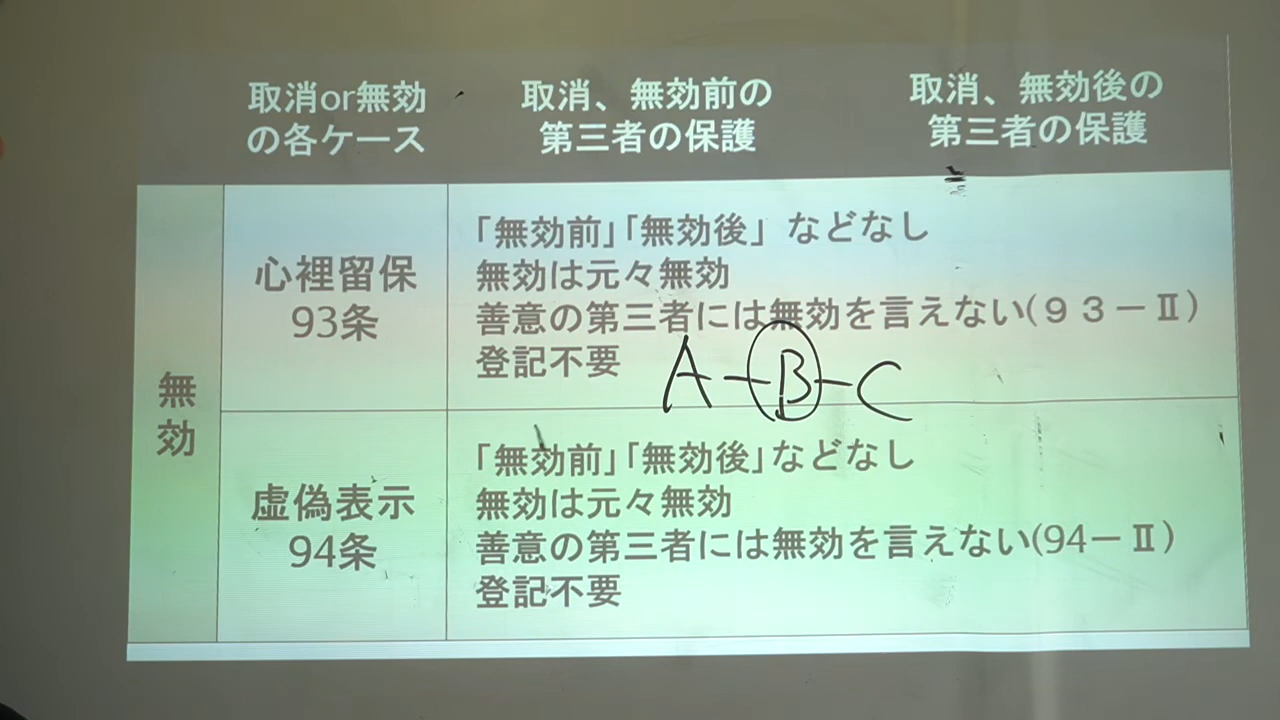 取消or無効
の各ケース
取消、無効前の
第三者の保護
取消、無効後の
第三者の保護
無効
心裡留保
93条
「無効前」「無効後」などなし
無効は元々無効
善意の第三者には無効を言えない(９３－Ⅱ)
登記不要
A-B-C
虚偽表示
94条
「無効前」「無効後」などなし
無効は元々無効
善意の第三者には無効を言えない(94－Ⅱ)
登記不要